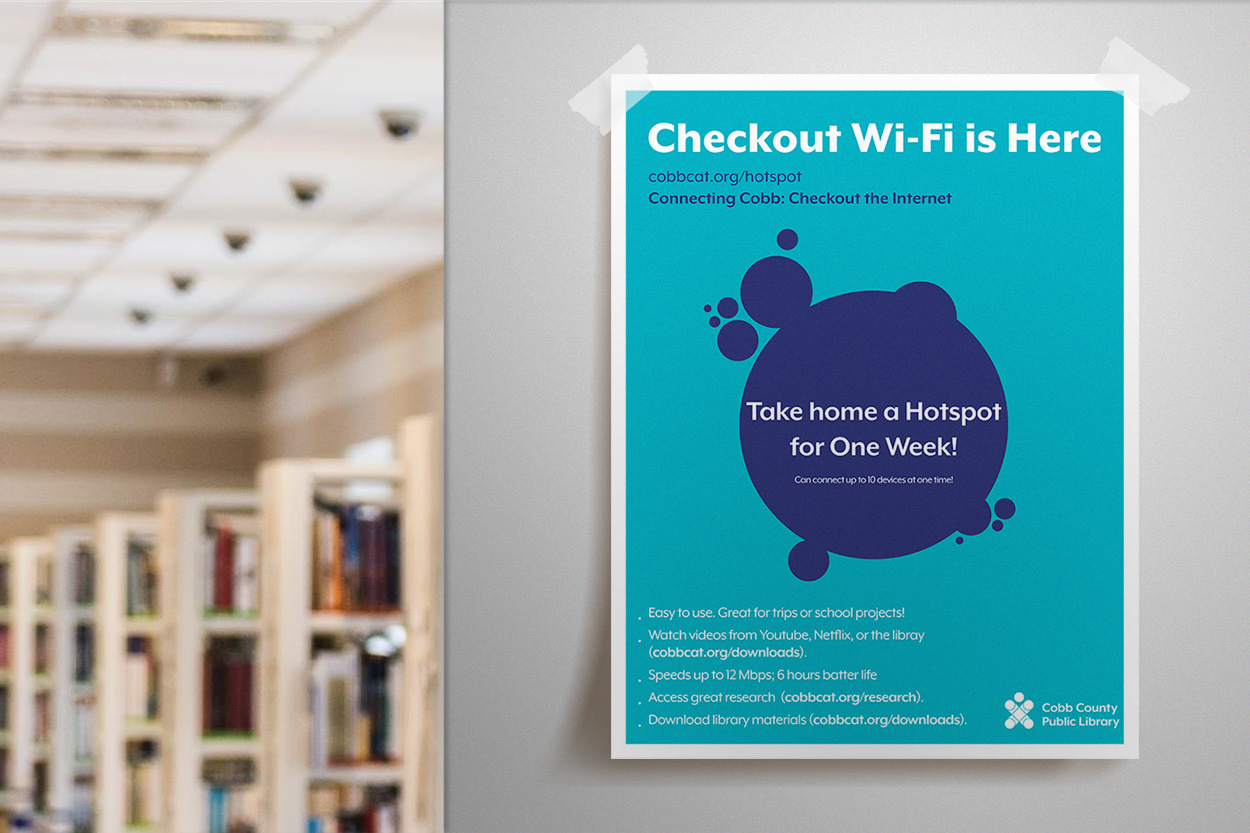 Checkout Wi-Fi is Here
cobbcat.org/hotspot
Connecting Cobb: Checkout the Internet
Take home a Hotspot
for One Week!
Can connect up to 10 devices at one time!
. Easy to use. Great for trips or school projects!
. Watch videos from Youtube, Netflix, or the libray
(cobbcat.org/downloads).
. Speeds up to 12 Mbps; 6 hours batter life
. Access great research (cobbcat.org/research).
. Download library materials (cobbcat.org/downloads).
Cobb County
Public Library